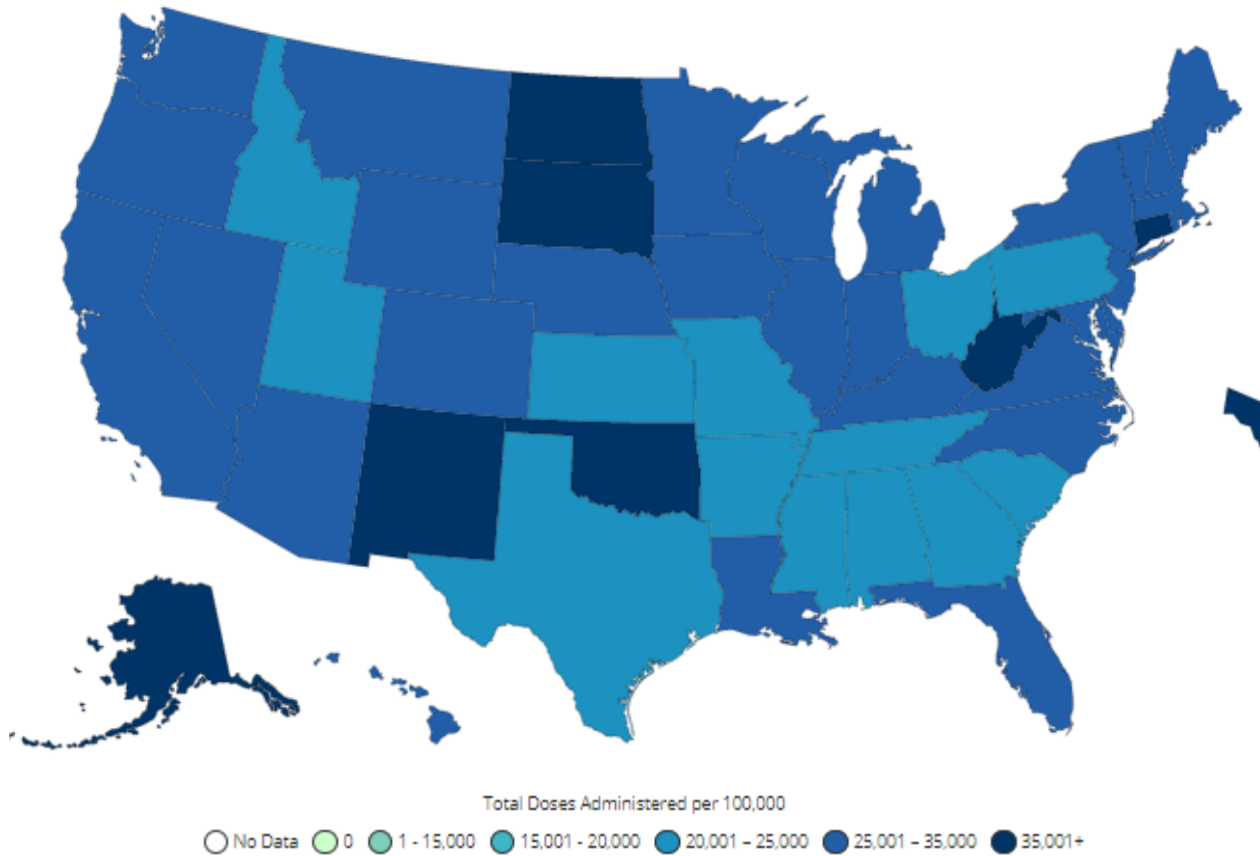 Total Doses Administered per 100,000
No Data 0 1 - 15,000 15,001 - 20,000 20,001 – 25,000 25,001 – 35,000 35,001+